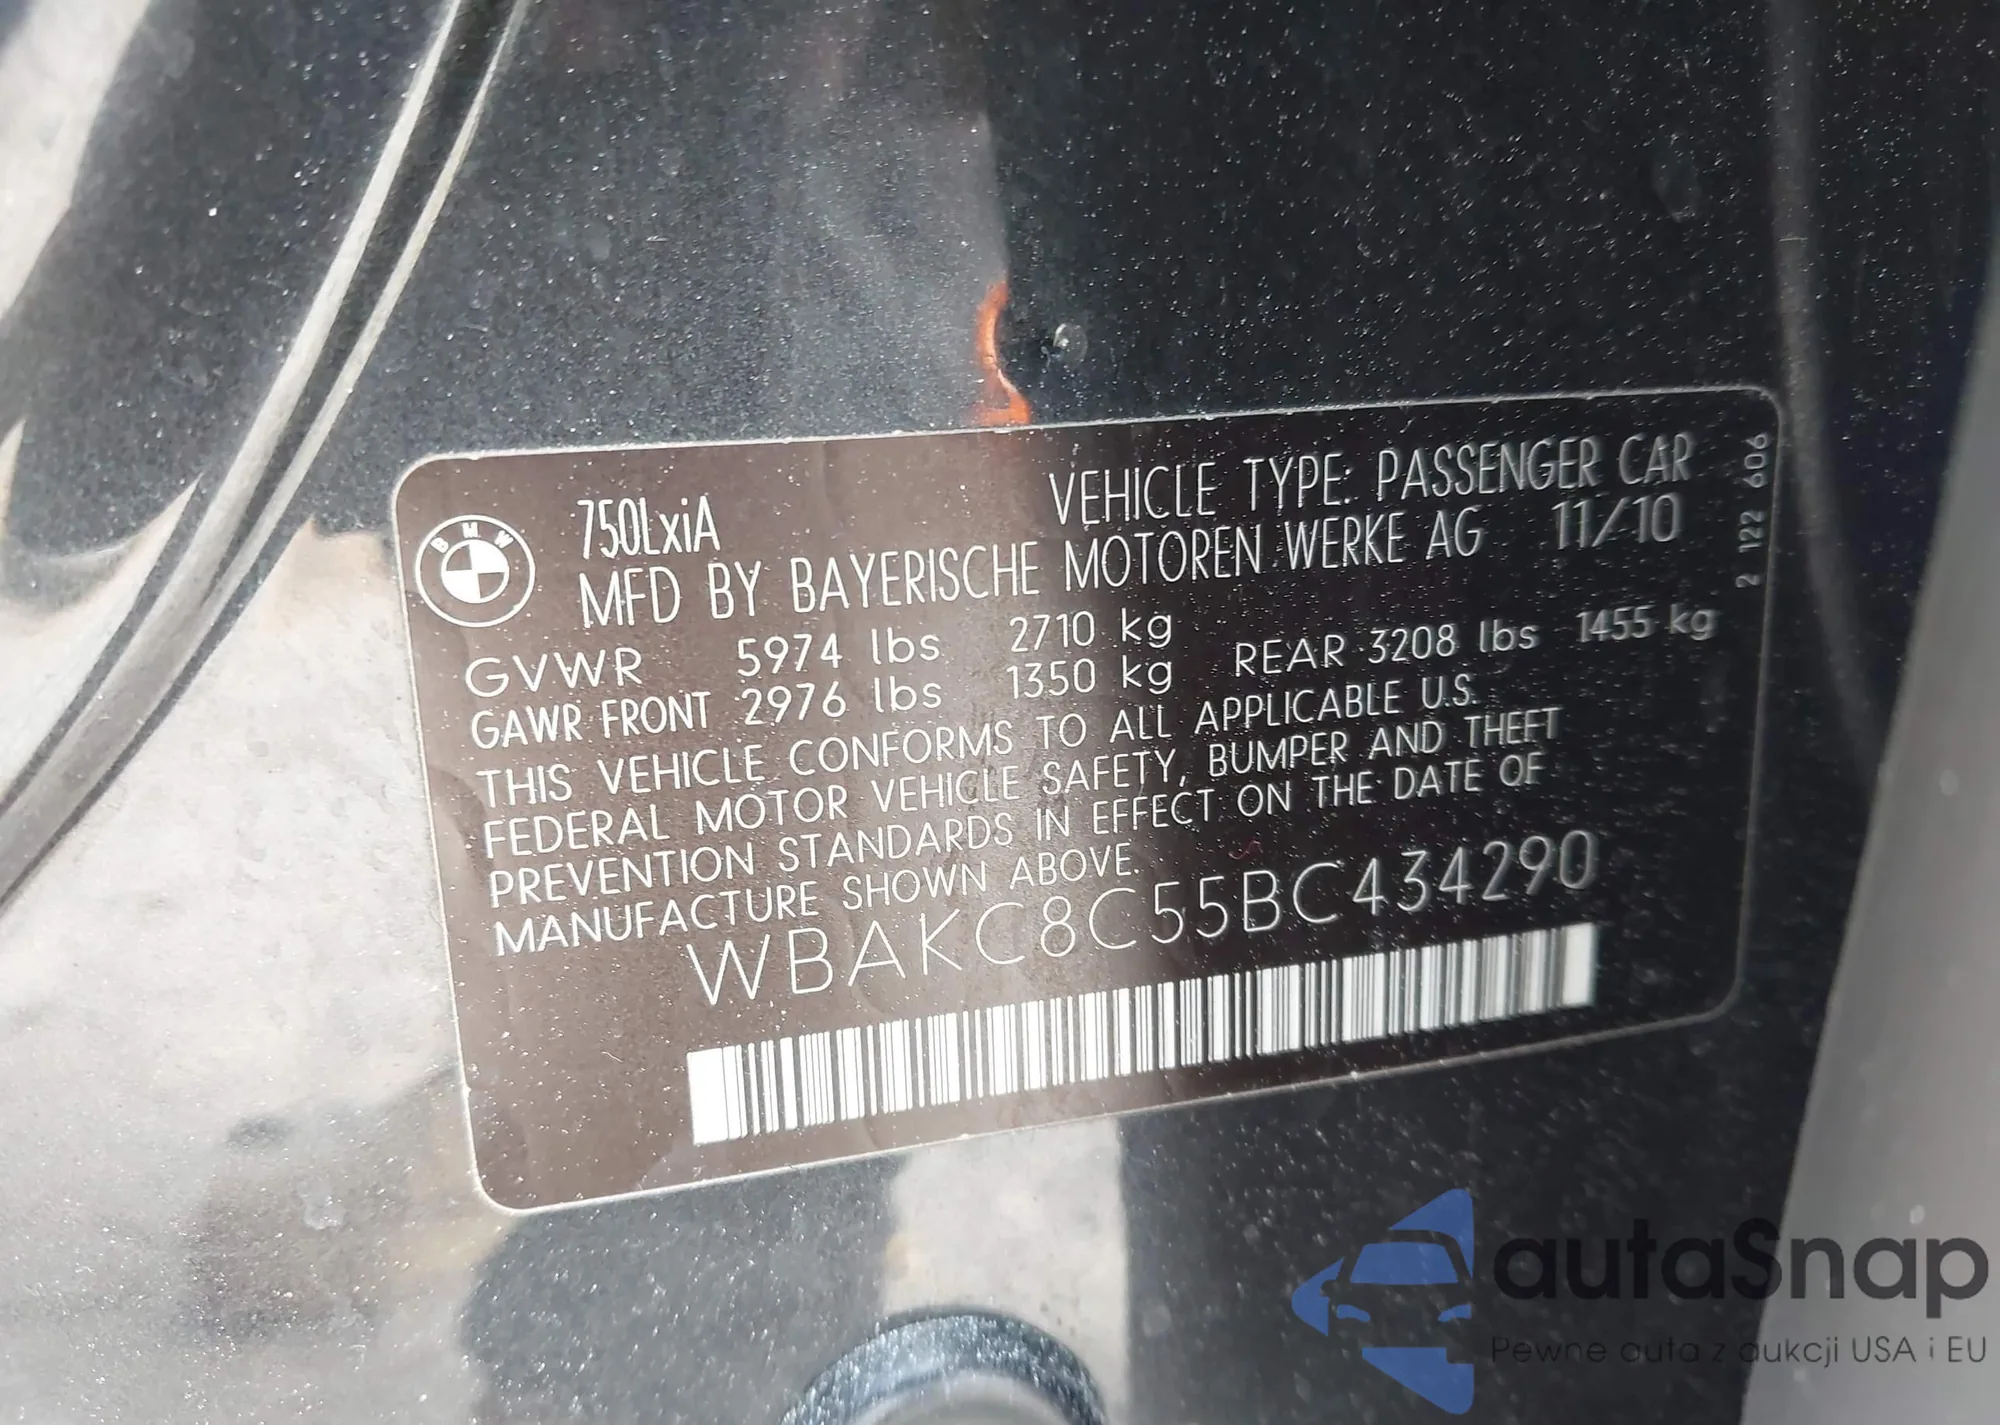 BMW
750LxiA
VEHICLE TYPE: PASSENGER CAR
MFD BY BAYERISCHE MOTOREN WERKE AG 11/10
2 122 606
GVWR 5974 lbs 2710 kg
GAWR FRONT 2976 lbs 1350 kg REAR 3208 lbs 1455 kg
THIS VEHICLE CONFORMS TO ALL APPLICABLE U.S.
FEDERAL MOTOR VEHICLE SAFETY, BUMPER AND THEFT
PREVENTION STANDARDS IN EFFECT ON THE DATE OF
MANUFACTURE SHOWN ABOVE.
WBAKC8C55BC434290
autaSnap
Pewne auta z aukcji USA i EU